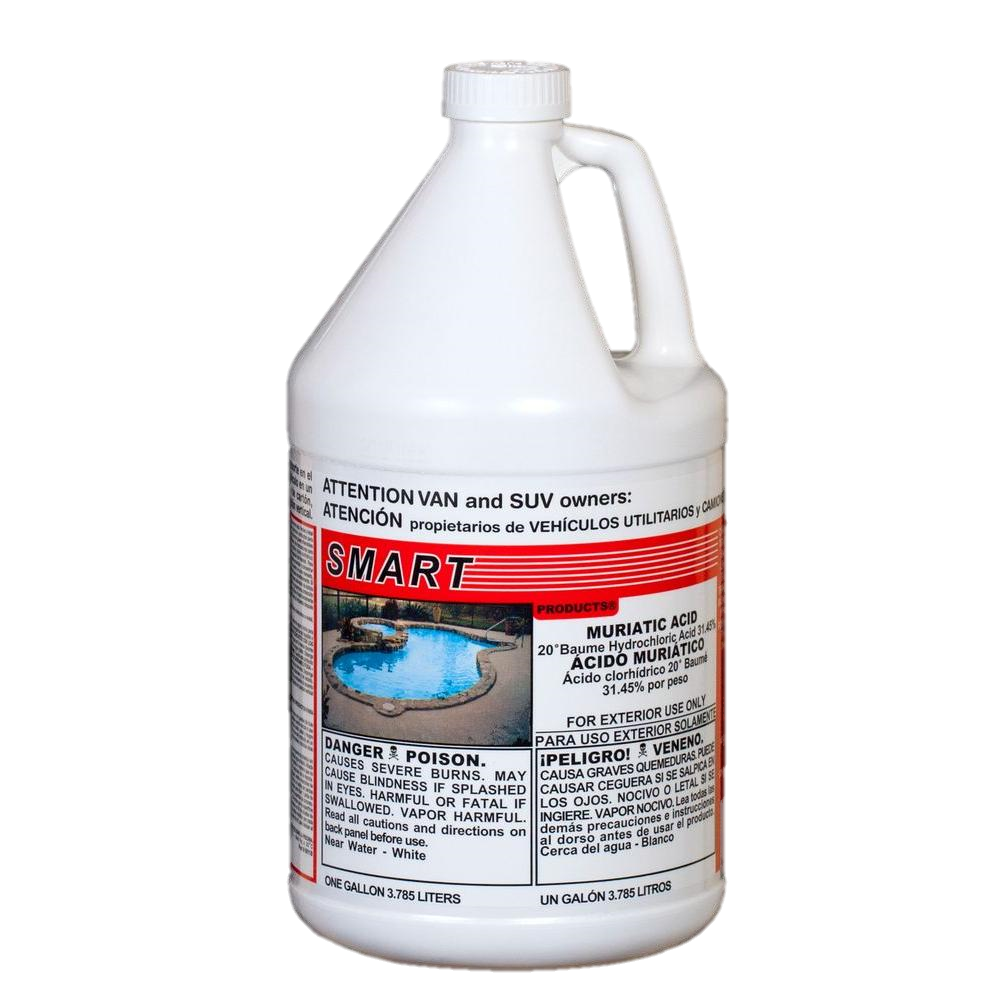 ATTENTION VAN and SUV owners:
ATENCIÓN propietarios de VEHÍCULOS UTILITARIOS y
SMART
PRODUCTS®
MURIATIC ACID
20°Baume Hydrochloric Acid 31.45%
ÁCIDO MURIÁTICO
Ácido clorhídrico 20° Baumé
31.45% por peso
FOR EXTERIOR USE ONLY
PARA USO EXTERIOR SOLAMENTE
DANGER POISON.
CAUSES SEVERE BURNS. MAY
CAUSE BLINDNESS IF SPLASHED
IN EYES. HARMFUL OR FATAL IF
SWALLOWED. VAPOR HARMFUL.
Read all cautions and directions on
back panel before use.
Near Water - White
¡PELIGRO! VENENO.
CAUSA GRAVES QUEMEDURAS. PUEDE
CAUSAR CEGUERA SI SE SALPICA EN
LOS OJOS. NOCIVO O LETAL SI SE
INGIERE. VAPOR NOCIVO. Lea todas las
demás precauciones e instrucciones
al dorso antes de usar el producto.
Cerca del agua - Blanco
ONE GALLON 3.785 LITERS
UN GALÓN 3.785 LITROS